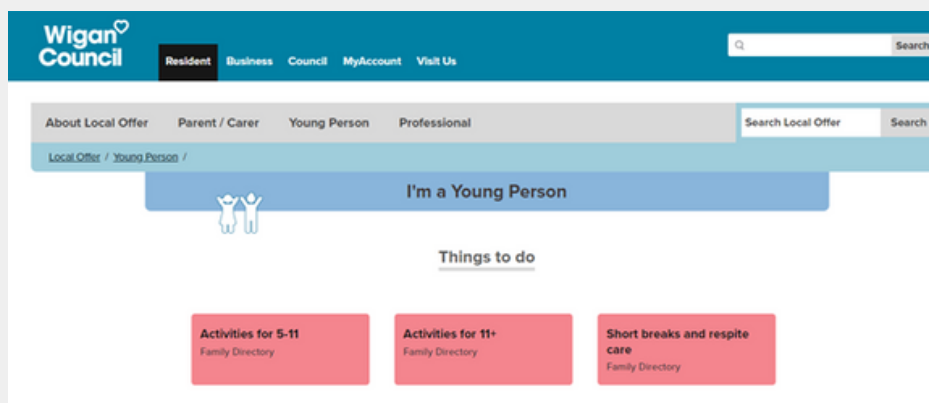 Wigan
Council
Resident Business Council MyAccount Visit Us
Search
About Local Offer Parent / Carer Young Person Professional
Search Local Offer Search
Local Offer / Young Person /
I'm a Young Person
Things to do
Activities for 5-11
Family Directory
Activities for 11+
Family Directory
Short breaks and respite
care
Family Directory